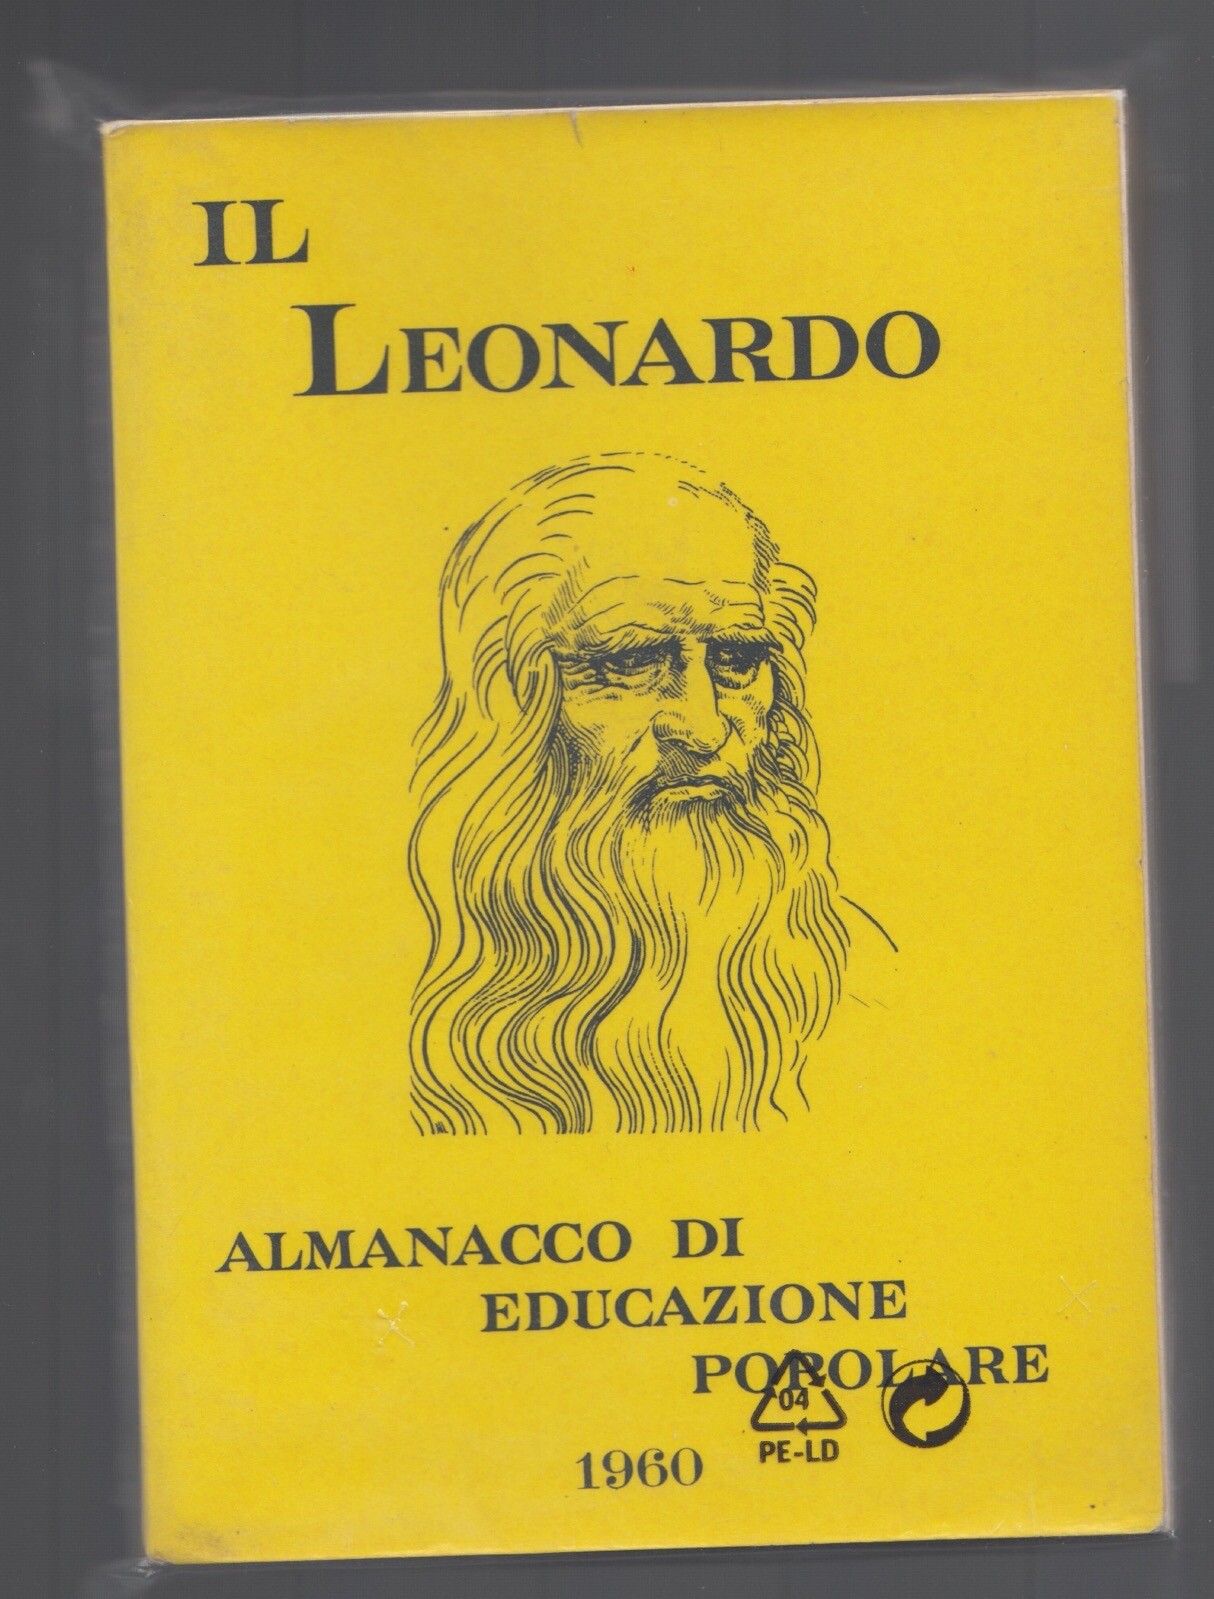 IL
LEONARDO
ALMANACCO DI
EDUCAZIONE
POPOLARE
04
PE-LD
1960